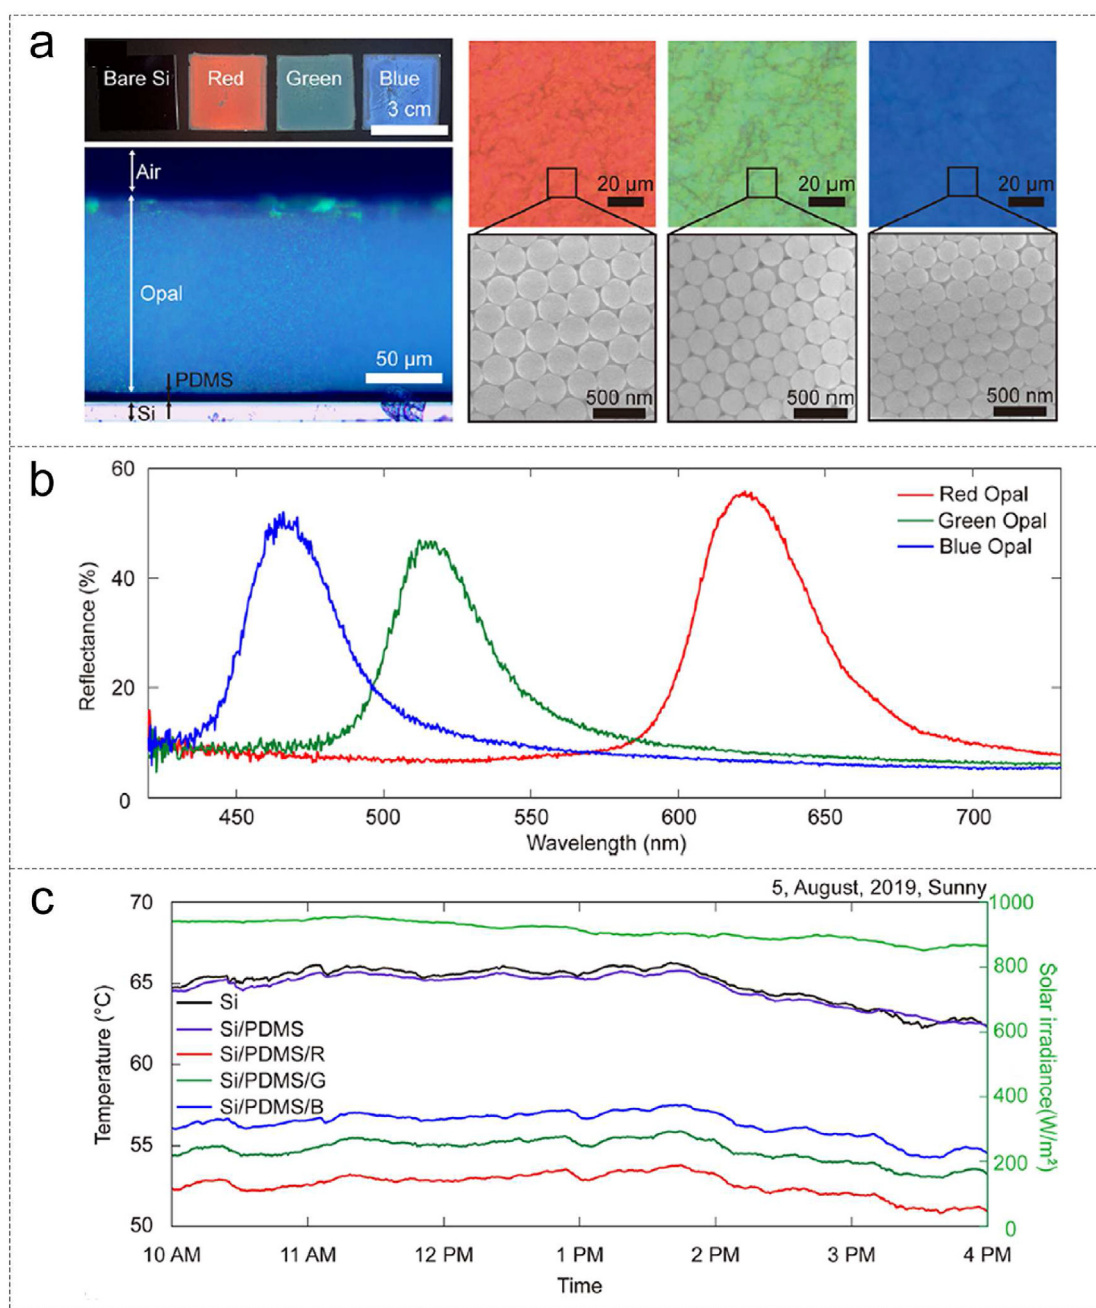 a
Bare Si
Red
Green
Blue
3 cm
Air
Opal
50 µm
PDMS
Si
20 µm
20 µm
20 µm
500 nm
500 nm
500 nm
b
60
40
20
0
Reflectance (%)
450
500
550
600
650
700
Wavelength (nm)
Red Opal
Green Opal
Blue Opal
c
5, August, 2019, Sunny
70
65
60
55
50
Temperature (°C)
1000
800
600
400
200
0
Solar irradiance(W/m²)
Si
Si/PDMS
Si/PDMS/R
Si/PDMS/G
Si/PDMS/B
10 AM
11 AM
12 PM
1 PM
2 PM
3 PM
4 PM
Time